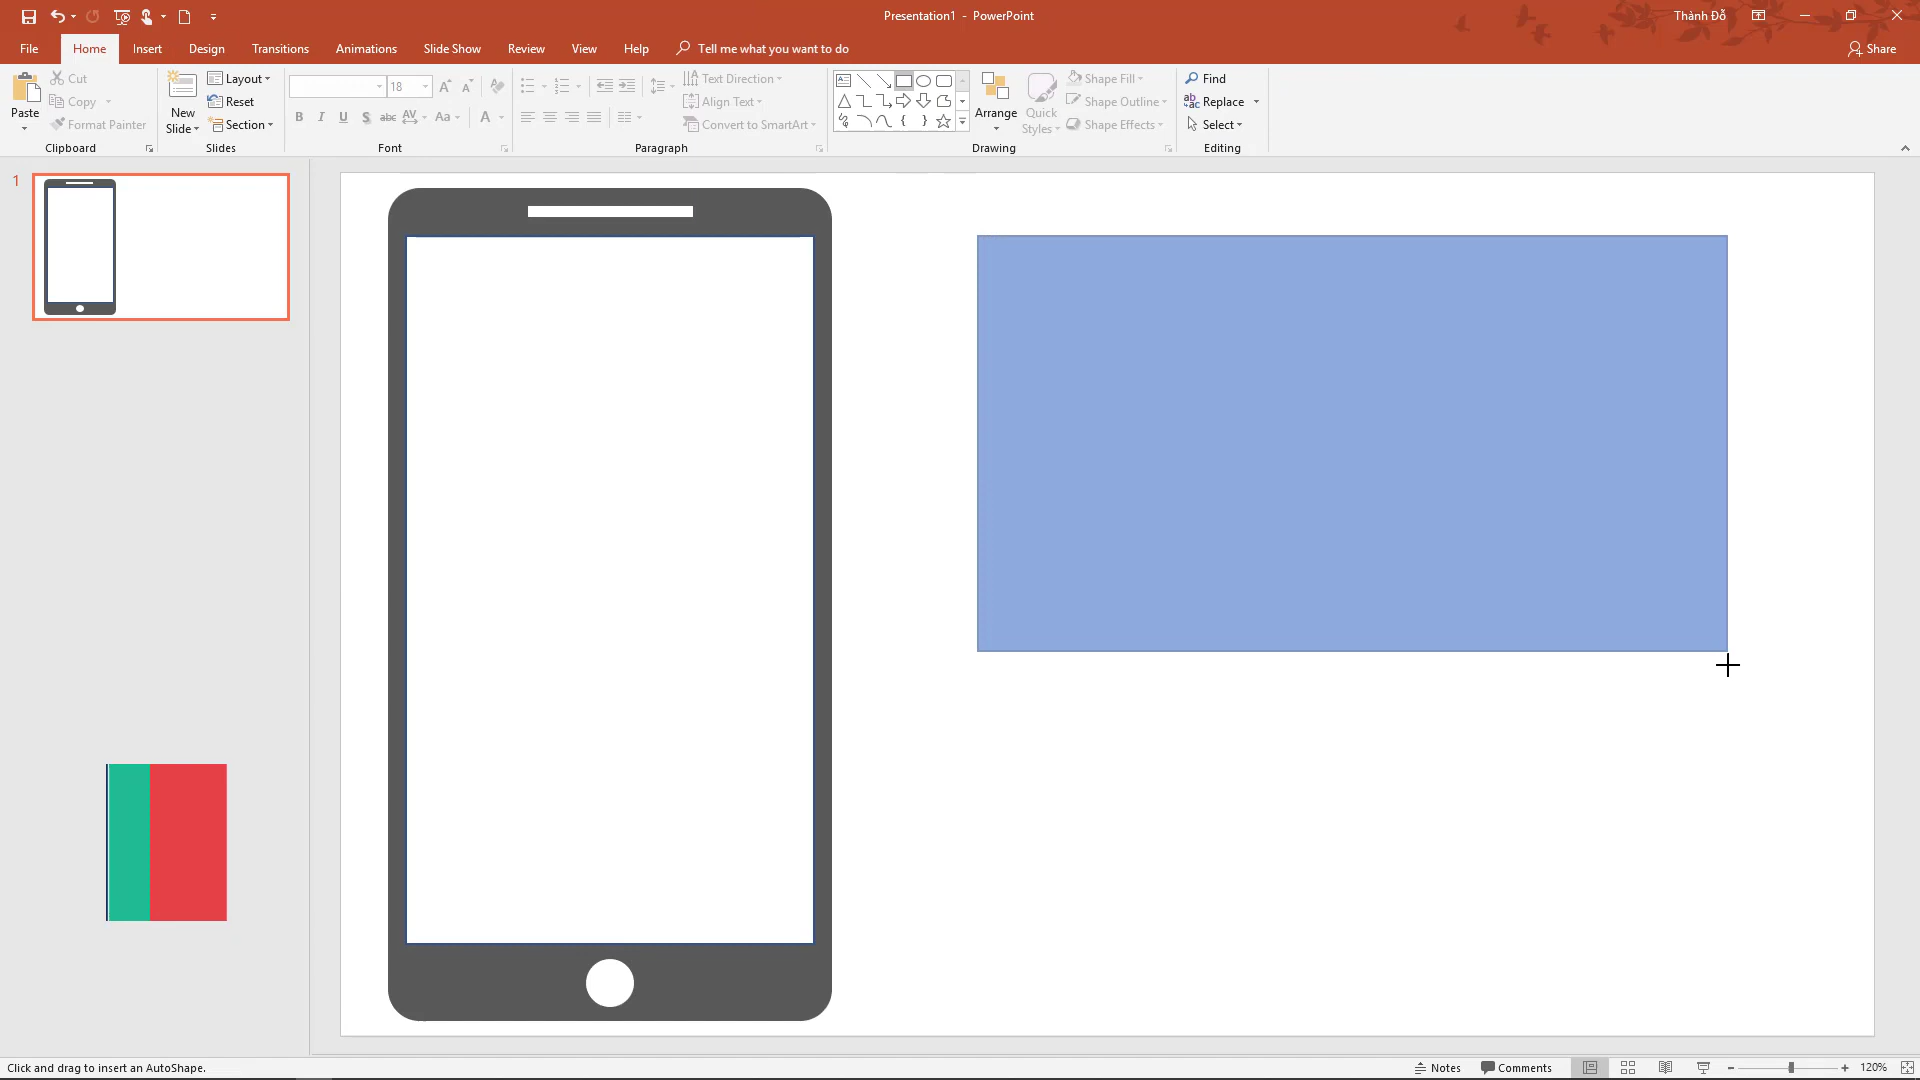 Presentation1 - PowerPoint
Thành Đỗ
File Home Insert Design Transitions Animations Slide Show Review View Help Tell me what you want to do Share
Paste
Cut
Copy
Format Painter
Clipboard
New Slide
Layout
Reset
Section
Slides
18
B I U S abc AV Aa A
Font
Text Direction
Align Text
Convert to SmartArt
Paragraph
Arrange
Quick Styles
Shape Fill
Shape Outline
Shape Effects
Drawing
Find
Replace
Select
Editing
1
Click and drag to insert an AutoShape.
Notes Comments 120%